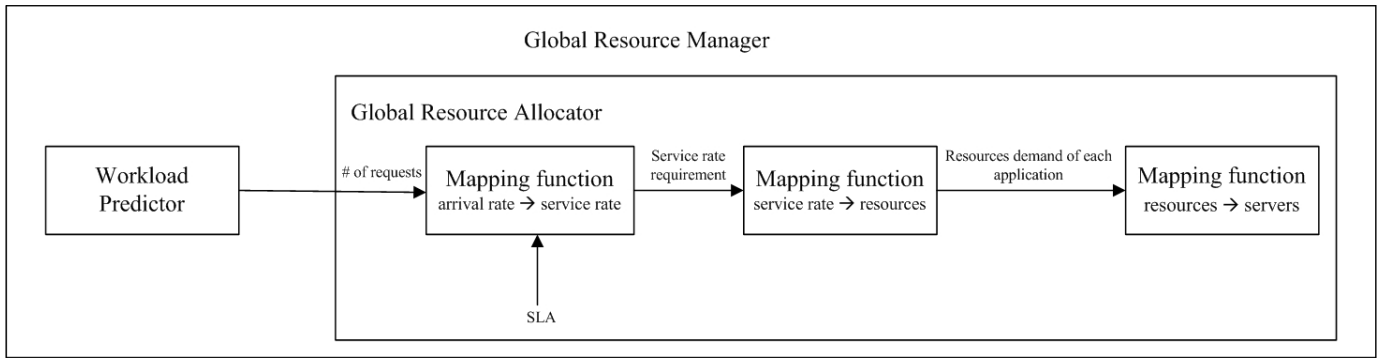 Global Resource Manager
Global Resource Allocator
Workload
Predictor
# of requests
Mapping function
arrival rate → service rate
SLA
Service rate
requirement
Mapping function
service rate → resources
Resources demand of each
application
Mapping function
resources → servers